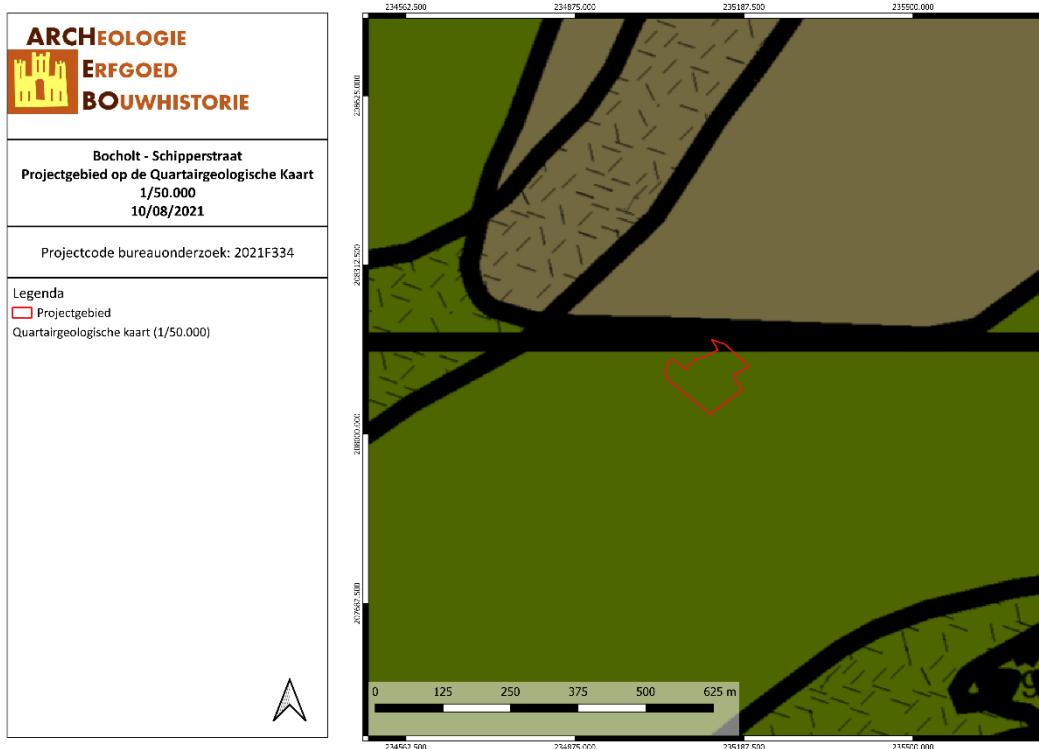 ARCHEOLOGIE
ERFGOED
BOUWHISTORIE
Bocholt - Schipperstraat
Projectgebied op de Quartairgeologische Kaart
1/50.000
10/08/2021
Projectcode bureauonderzoek: 2021F334
Legenda
Projectgebied
Quartairgeologische kaart (1/50.000)
234562.500 234875.000 235187.500 235500.000
208312.500
208000.000
207687.500
0 125 250 375 500 625 m
234562.500 234875.000 235187.500 235500.000